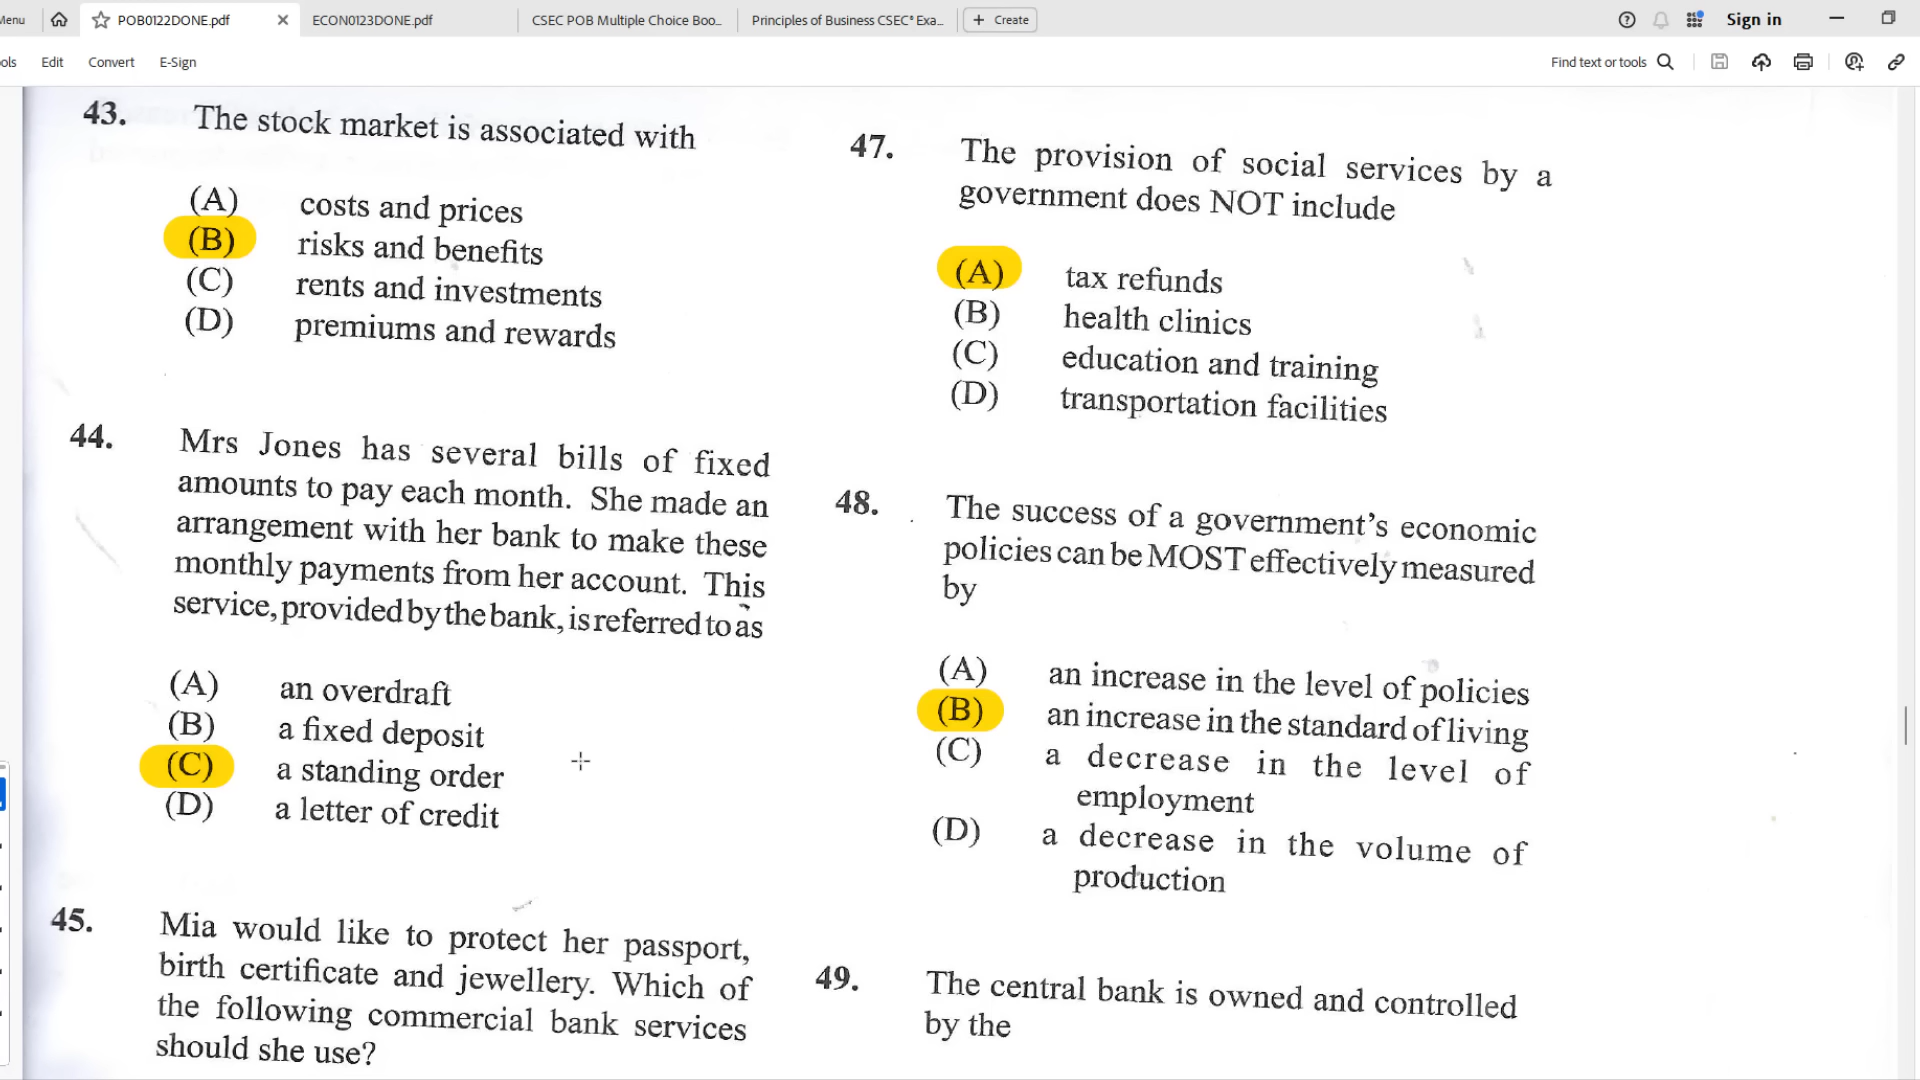 Menu
POB0122DONE.pdf
ECON0123DONE.pdf
CSEC POB Multiple Choice Boo...
Principles of Business CSEC® Exa...
+ Create
Sign in
ols
Edit
Convert
E-Sign
Find text or tools
43. The stock market is associated with
(A) costs and prices
(B) risks and benefits
(C) rents and investments
(D) premiums and rewards
44. Mrs Jones has several bills of fixed
amounts to pay each month. She made an
arrangement with her bank to make these
monthly payments from her account. This
service, provided by the bank, is referred to as
(A) an overdraft
(B) a fixed deposit
(C) a standing order
(D) a letter of credit
45. Mia would like to protect her passport,
birth certificate and jewellery. Which of
the following commercial bank services
should she use?
47. The provision of social services by a
government does NOT include
(A) tax refunds
(B) health clinics
(C) education and training
(D) transportation facilities
48. The success of a government's economic
policies can be MOST effectively measured
by
(A) an increase in the level of policies
(B) an increase in the standard of living
(C) a decrease in the level of
employment
(D) a decrease in the volume of
production
49. The central bank is owned and controlled
by the